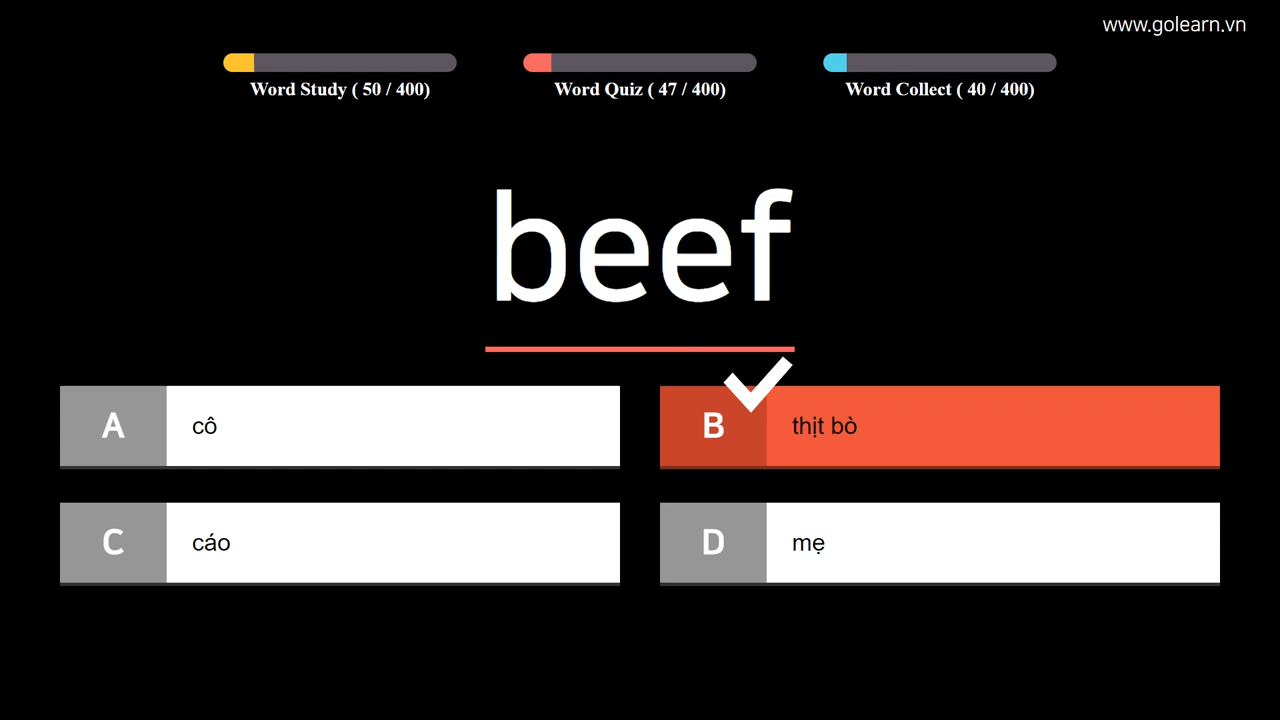 www.golearn.vn
Word Study ( 50 / 400)
Word Quiz ( 47 / 400)
Word Collect ( 40 / 400)
beef
A cô
B thịt bò
C cáo
D mẹ